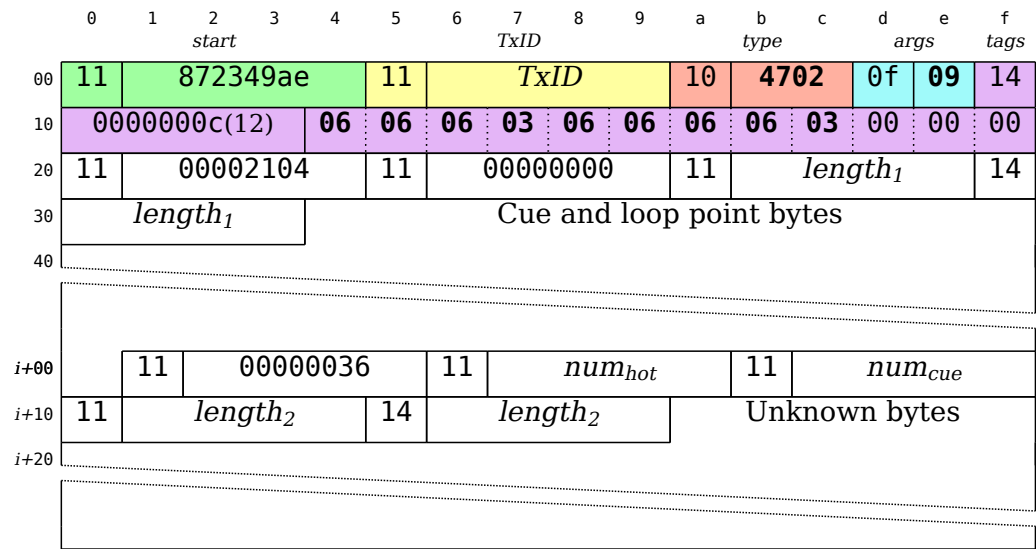 0 1 2 3 4 5 6 7 8 9 a b c d e f
start TxID type args tags
00 11 872349ae 11 TxID 10 4702 0f 09 14
10 0000000c(12) 06 06 06 03 06 06 06 06 03 00 00 00
20 11 00002104 11 00000000 11 length1 14
30 length1 Cue and loop point bytes
40
i+00 11 00000036 11 numhot 11 numcue
i+10 11 length2 14 length2 Unknown bytes
i+20